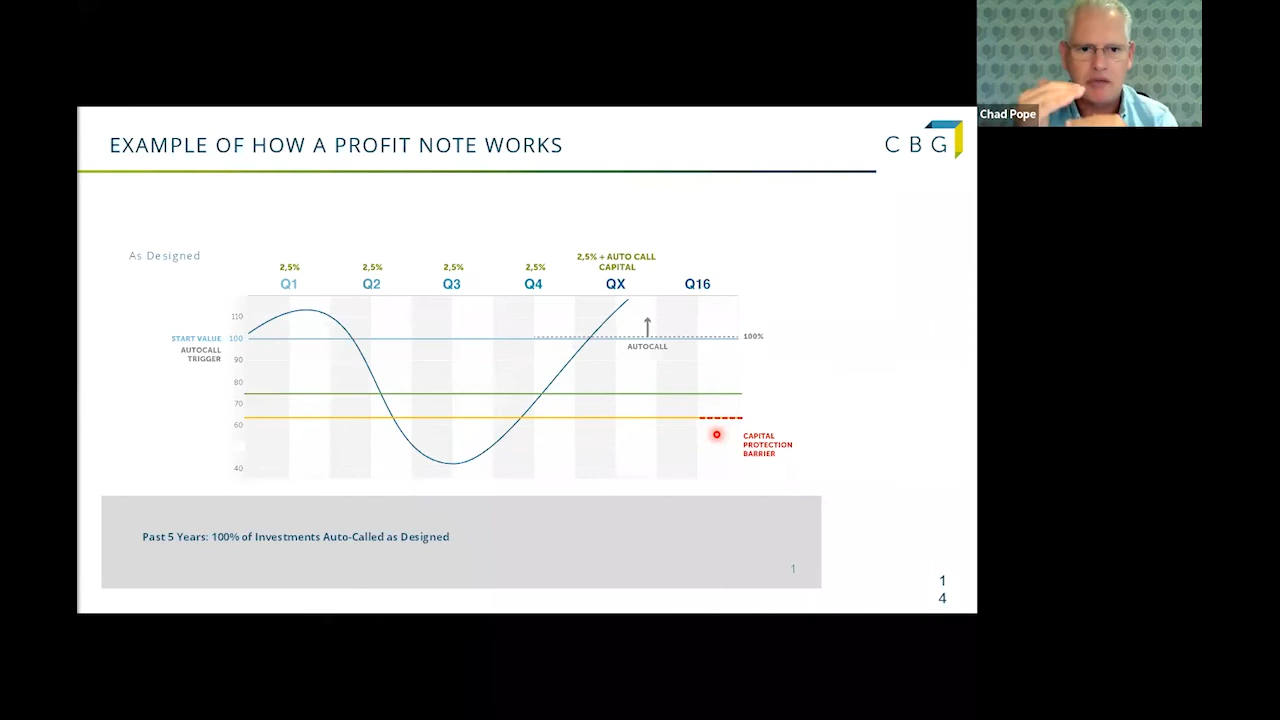 Chad Pope
EXAMPLE OF HOW A PROFIT NOTE WORKS
CBG
As Designed
2,5%
2,5%
2,5%
2,5%
2,5% + AUTO CALL
CAPITAL
Q1
Q2
Q3
Q4
QX
Q16
110
START VALUE
100
100%
AUTOCALL
TRIGGER
AUTOCALL
90
80
70
60
40
CAPITAL
PROTECTION
BARRIER
Past 5 Years: 100% of Investments Auto-Called as Designed
1
1
4